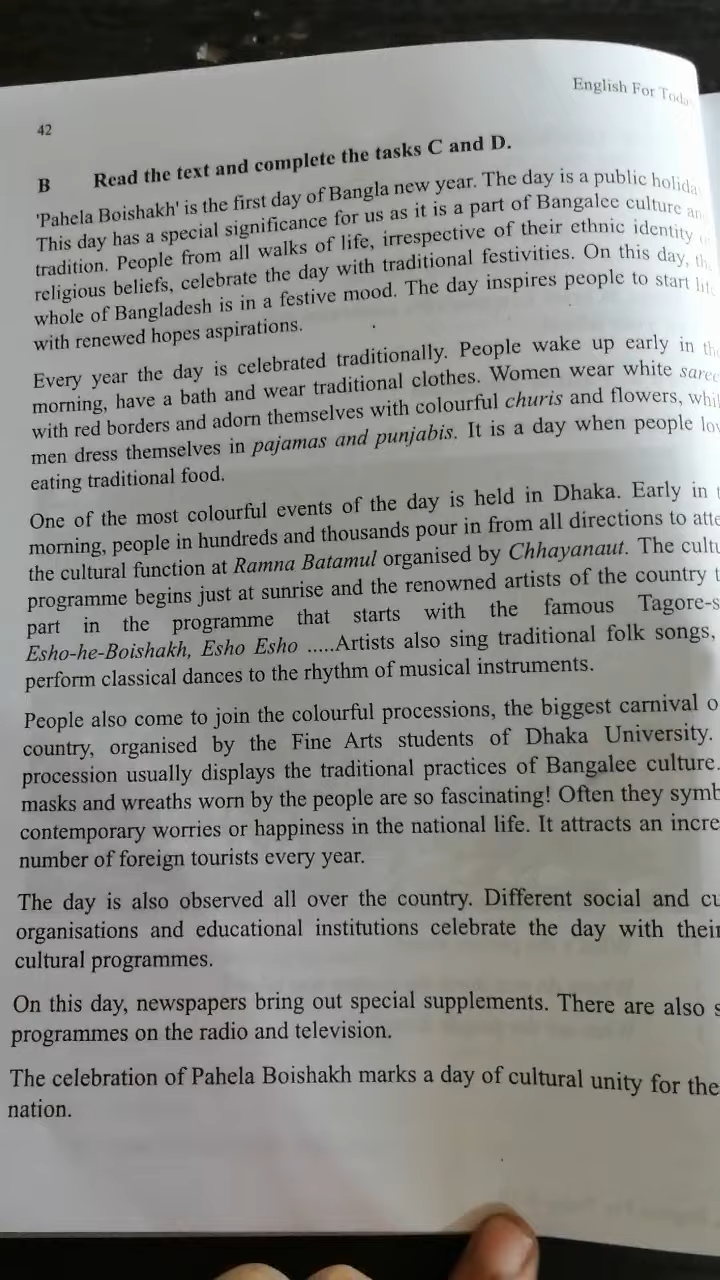 English For Toda
42
B Read the text and complete the tasks C and D.
'Pahela Boishakh' is the first day of Bangla new year. The day is a public holida
This day has a special significance for us as it is a part of Bangalee culture an
tradition. People from all walks of life, irrespective of their ethnic identity
religious beliefs, celebrate the day with traditional festivities. On this day, th
whole of Bangladesh is in a festive mood. The day inspires people to start life
with renewed hopes aspirations.
Every year the day is celebrated traditionally. People wake up early in the
morning, have a bath and wear traditional clothes. Women wear white saree
with red borders and adorn themselves with colourful churis and flowers, whil
men dress themselves in pajamas and punjabis. It is a day when people lov
eating traditional food.
One of the most colourful events of the day is held in Dhaka. Early in t
morning, people in hundreds and thousands pour in from all directions to atte
the cultural function at Ramna Batamul organised by Chhayanaut. The cultu
programme begins just at sunrise and the renowned artists of the country t
part in the programme that starts with the famous Tagore-s
Esho-he-Boishakh, Esho Esho .....Artists also sing traditional folk songs,
perform classical dances to the rhythm of musical instruments.
People also come to join the colourful processions, the biggest carnival o
country, organised by the Fine Arts students of Dhaka University.
procession usually displays the traditional practices of Bangalee culture.
masks and wreaths worn by the people are so fascinating! Often they symb
contemporary worries or happiness in the national life. It attracts an incre
number of foreign tourists every year.
The day is also observed all over the country. Different social and cu
organisations and educational institutions celebrate the day with their
cultural programmes.
On this day, newspapers bring out special supplements. There are also s
programmes on the radio and television.
The celebration of Pahela Boishakh marks a day of cultural unity for the
nation.